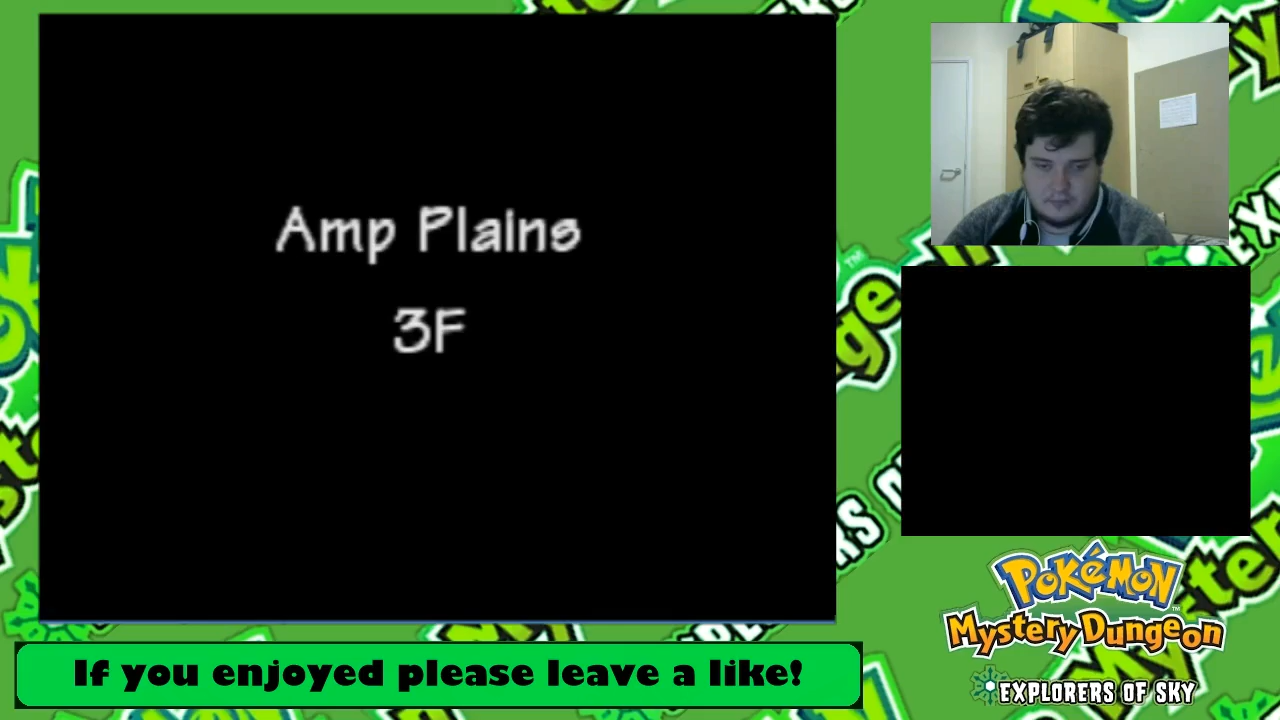 Amp Plains
3F
If you enjoyed please leave a like!
POKéMON
Mystery Dungeon
EXPLORERS OF SKY